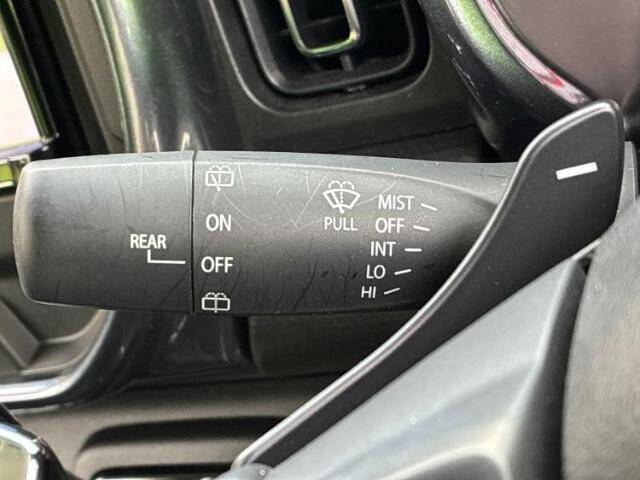 REAR
ON
OFF
PULL
MIST
OFF
INT
LO
HI